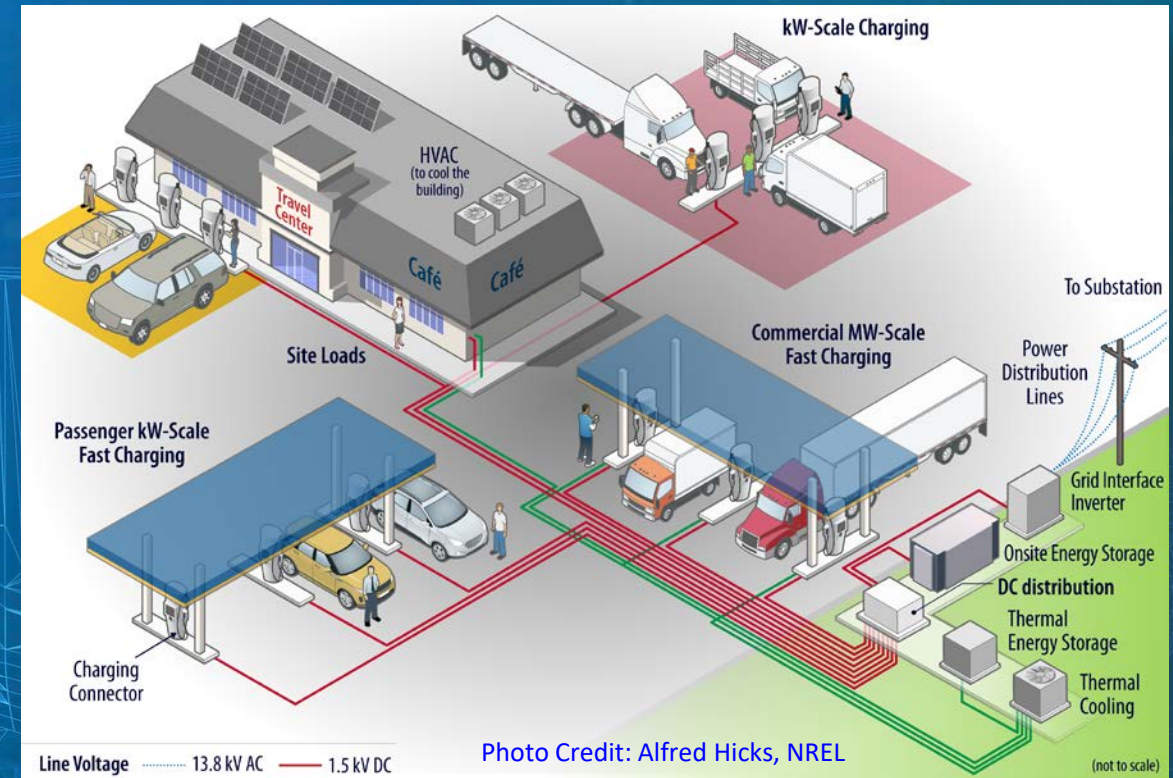 kW-Scale Charging
HVAC
(to cool the
building)
Travel
Center
Café
Café
To Substation
Site Loads
Commercial MW-Scale
Fast Charging
Power
Distribution
Lines
Passenger kW-Scale
Fast Charging
Grid Interface
Inverter
Onsite Energy Storage
DC distribution
Thermal
Energy Storage
Charging
Connector
Thermal
Cooling
Line Voltage 13.8 kV AC 1.5 kV DC
Photo Credit: Alfred Hicks, NREL
(not to scale)